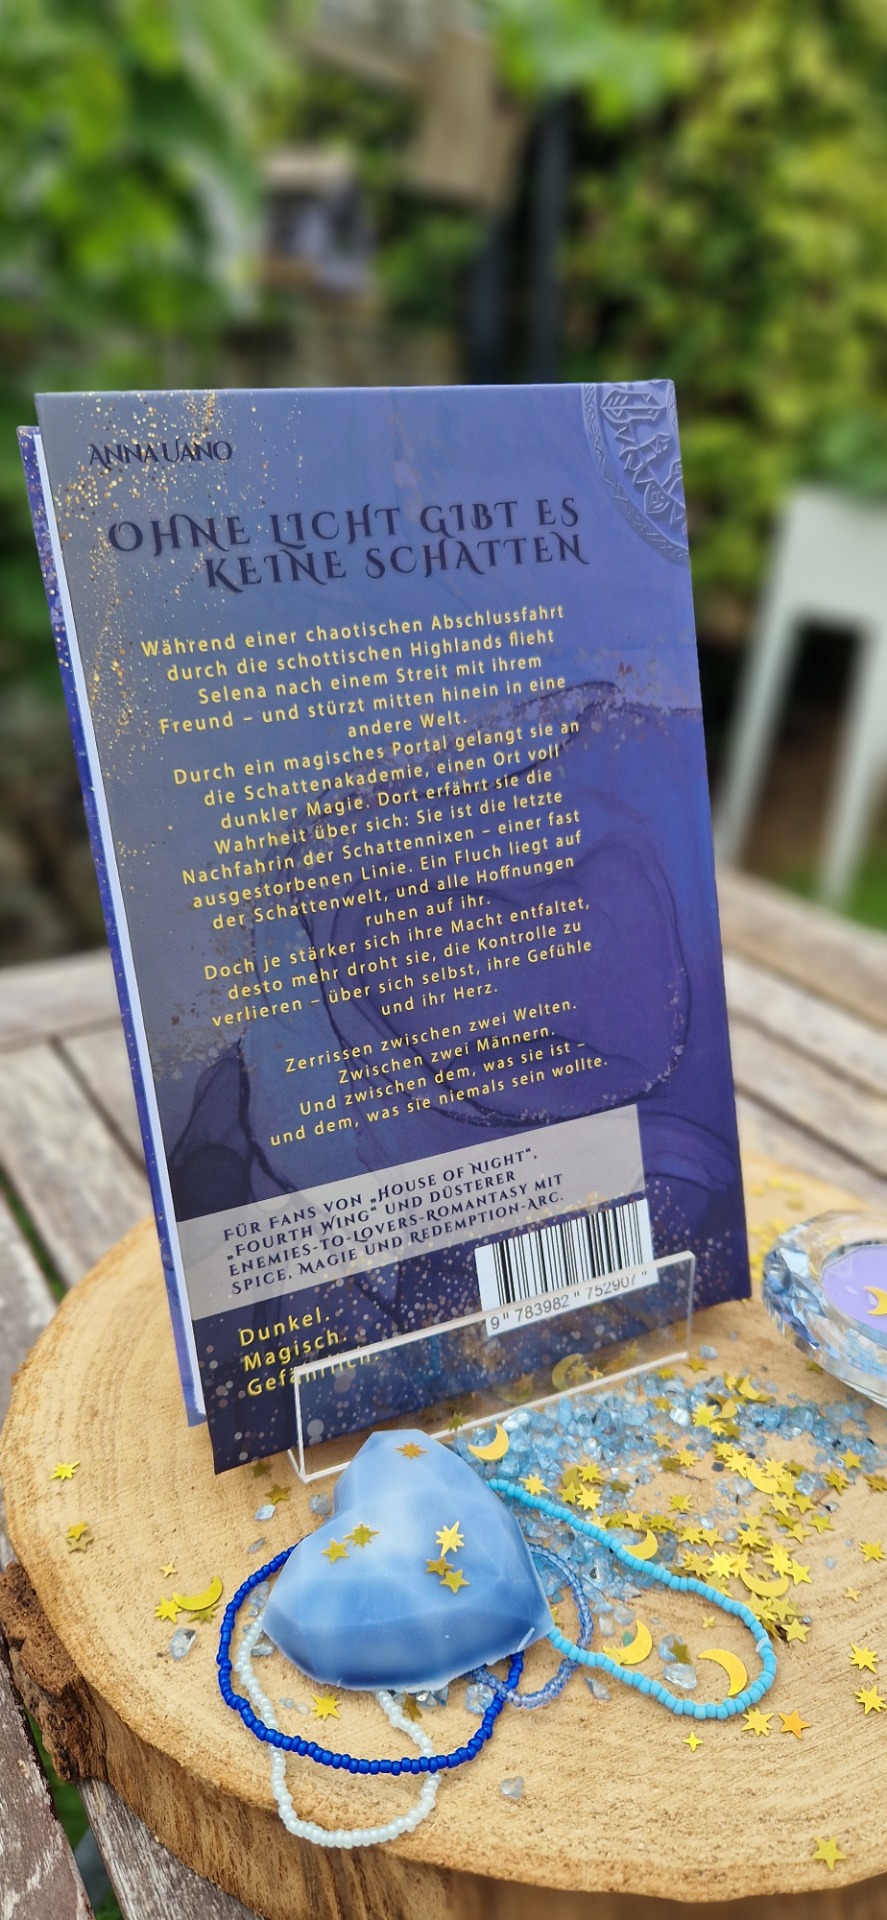 ANNA UANO
OHNE LICHT GIBT ES
KEINE SCHATTEN
Während einer chaotischen Abschlussfahrt
durch die schottischen Highlands flieht
Selena nach einem Streit mit ihrem
Freund – und stürzt mitten hinein in eine
andere Welt.
Durch ein magisches Portal gelangt sie an
die Schattenakademie, einen Ort voll
dunkler Magie. Dort erfährt sie die
Wahrheit über sich: Sie ist die letzte
Nachfahrin der Schattennixen – einer fast
ausgestorbenen Linie. Ein Fluch liegt auf
der Schattenwelt, und alle Hoffnungen
ruhen auf ihr.
Doch je stärker sich ihre Macht entfaltet,
desto mehr droht sie, die Kontrolle zu
verlieren – über sich selbst, ihre Gefühle
und ihr Herz.
Zerrissen zwischen zwei Welten.
Zwischen zwei Männern.
Und zwischen dem, was sie ist –
und dem, was sie niemals sein wollte.
FÜR FANS VON „HOUSE OF NIGHT“,
„FOURTH WING“ UND DÜSTERER
ENEMIES-TO-LOVERS-ROMANTASY MIT
SPICE, MAGIE UND REDEMPTION-ARC.
9 783982 752907
Dunkel.
Magisch.
Gefährlich.